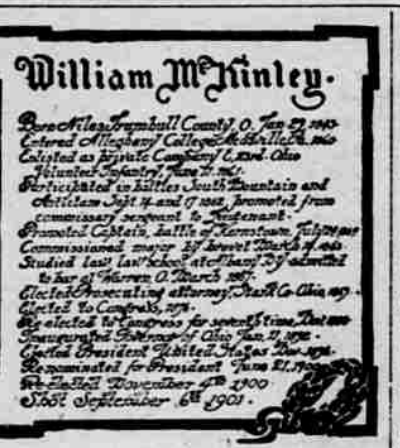 William McKinley.
Born Niles, Trumbull County, O. Jan 29, 1843.
Entered Allegheny College, Meadville, Pa. 1860
Enlisted as private Company E, 23rd. Ohio
Volunteer Infantry, June 11, 1861.
Participated in battles South Mountain and
Antietam Sept 14 and 17 1862, promoted from
commissary sergeant to Lieutenant.
Promoted Captain, battle of Kernstown, July
Commissioned major by brevet March
Studied law, law school at Albany N.Y. admitted
to bar at Warren O. March 1867.
Elected Prosecuting attorney, Stark Co. Ohio,
Elected to Congress, 1876.
Re elected to Congress for seventh time,
Inaugurated Governor of Ohio Jan. 11, 1892.
Elected President United States Nov.
Renominated for President June 21, 1900
Re-elected November 4th 1900
Shot September 6th 1901.